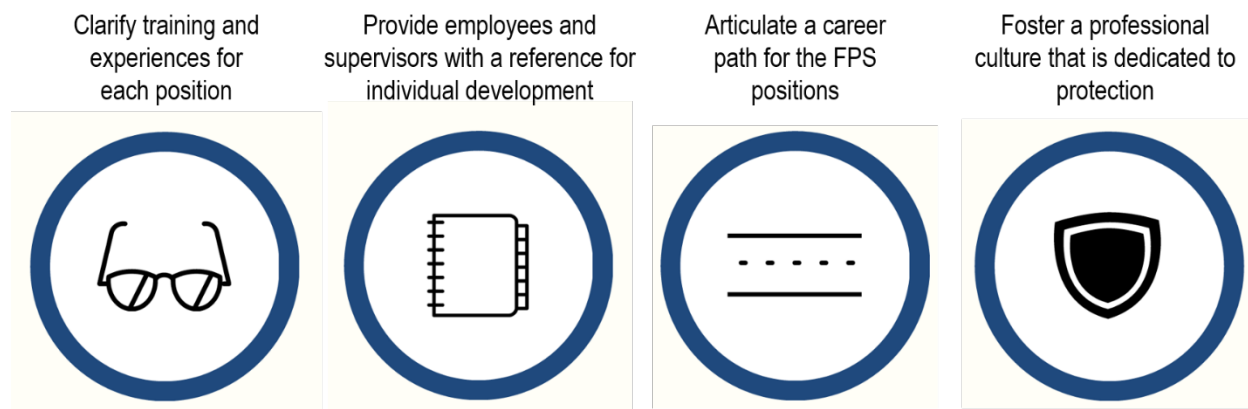 Clarify training and
experiences for
each position
Provide employees and
supervisors with a reference for
individual development
Articulate a career
path for the FPS
positions
Foster a professional
culture that is dedicated to
protection